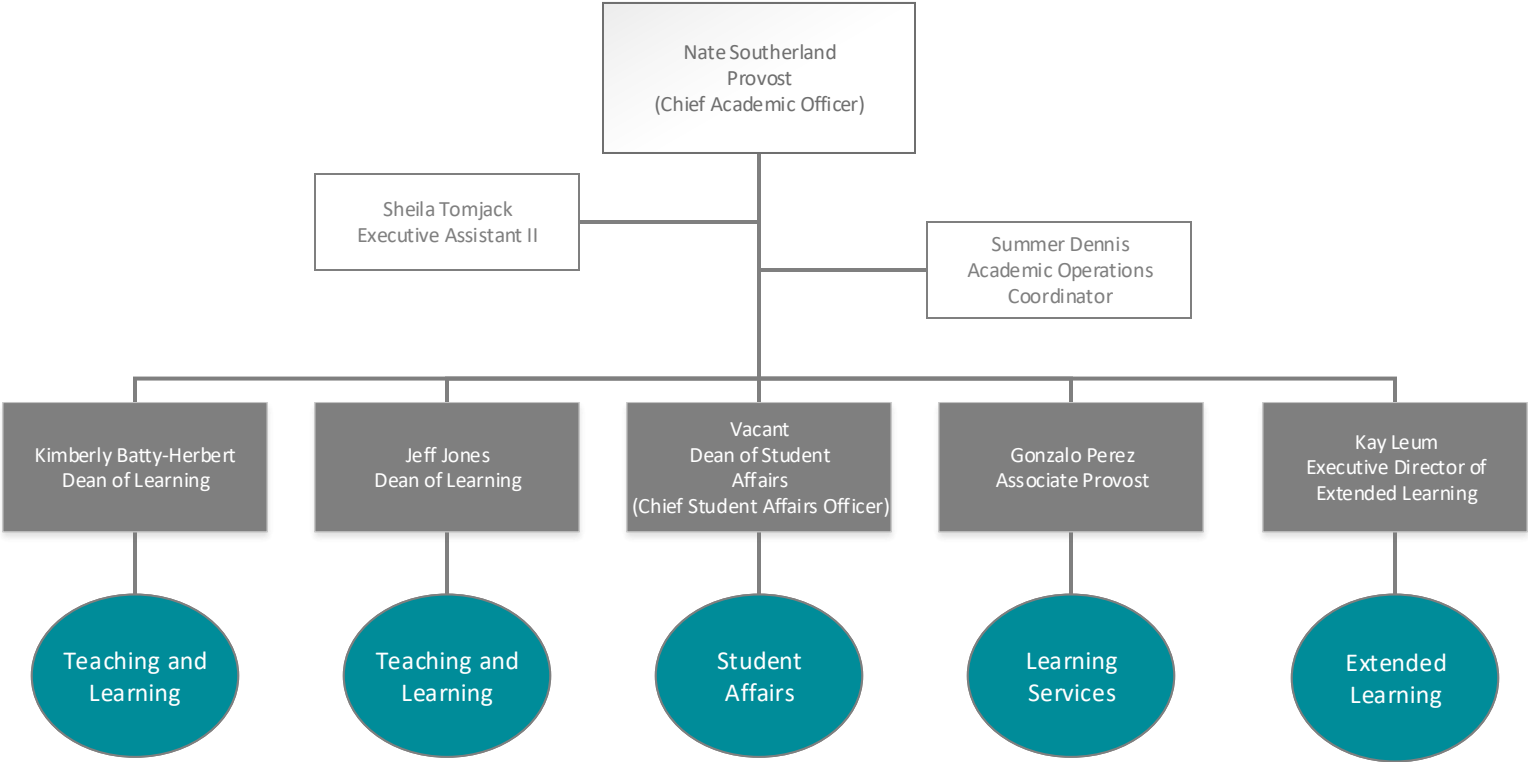 Nate Southerland
Provost
(Chief Academic Officer)
Sheila Tomjack
Executive Assistant II
Summer Dennis
Academic Operations
Coordinator
Kimberly Batty-Herbert
Dean of Learning
Jeff Jones
Dean of Learning
Vacant
Dean of Student
Affairs
(Chief Student Affairs Officer)
Gonzalo Perez
Associate Provost
Kay Leum
Executive Director of
Extended Learning
Teaching and
Learning
Teaching and
Learning
Student
Affairs
Learning
Services
Extended
Learning